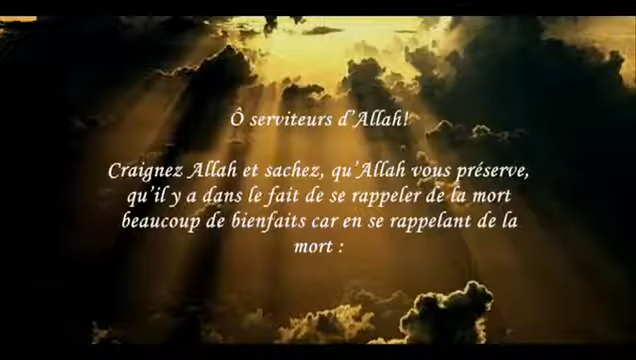 Ô serviteurs d’Allah!
Craignez Allah et sachez, qu’Allah vous préserve,
qu’il y a dans le fait de se rappeler de la mort
beaucoup de bienfaits car en se rappelant de la
mort :